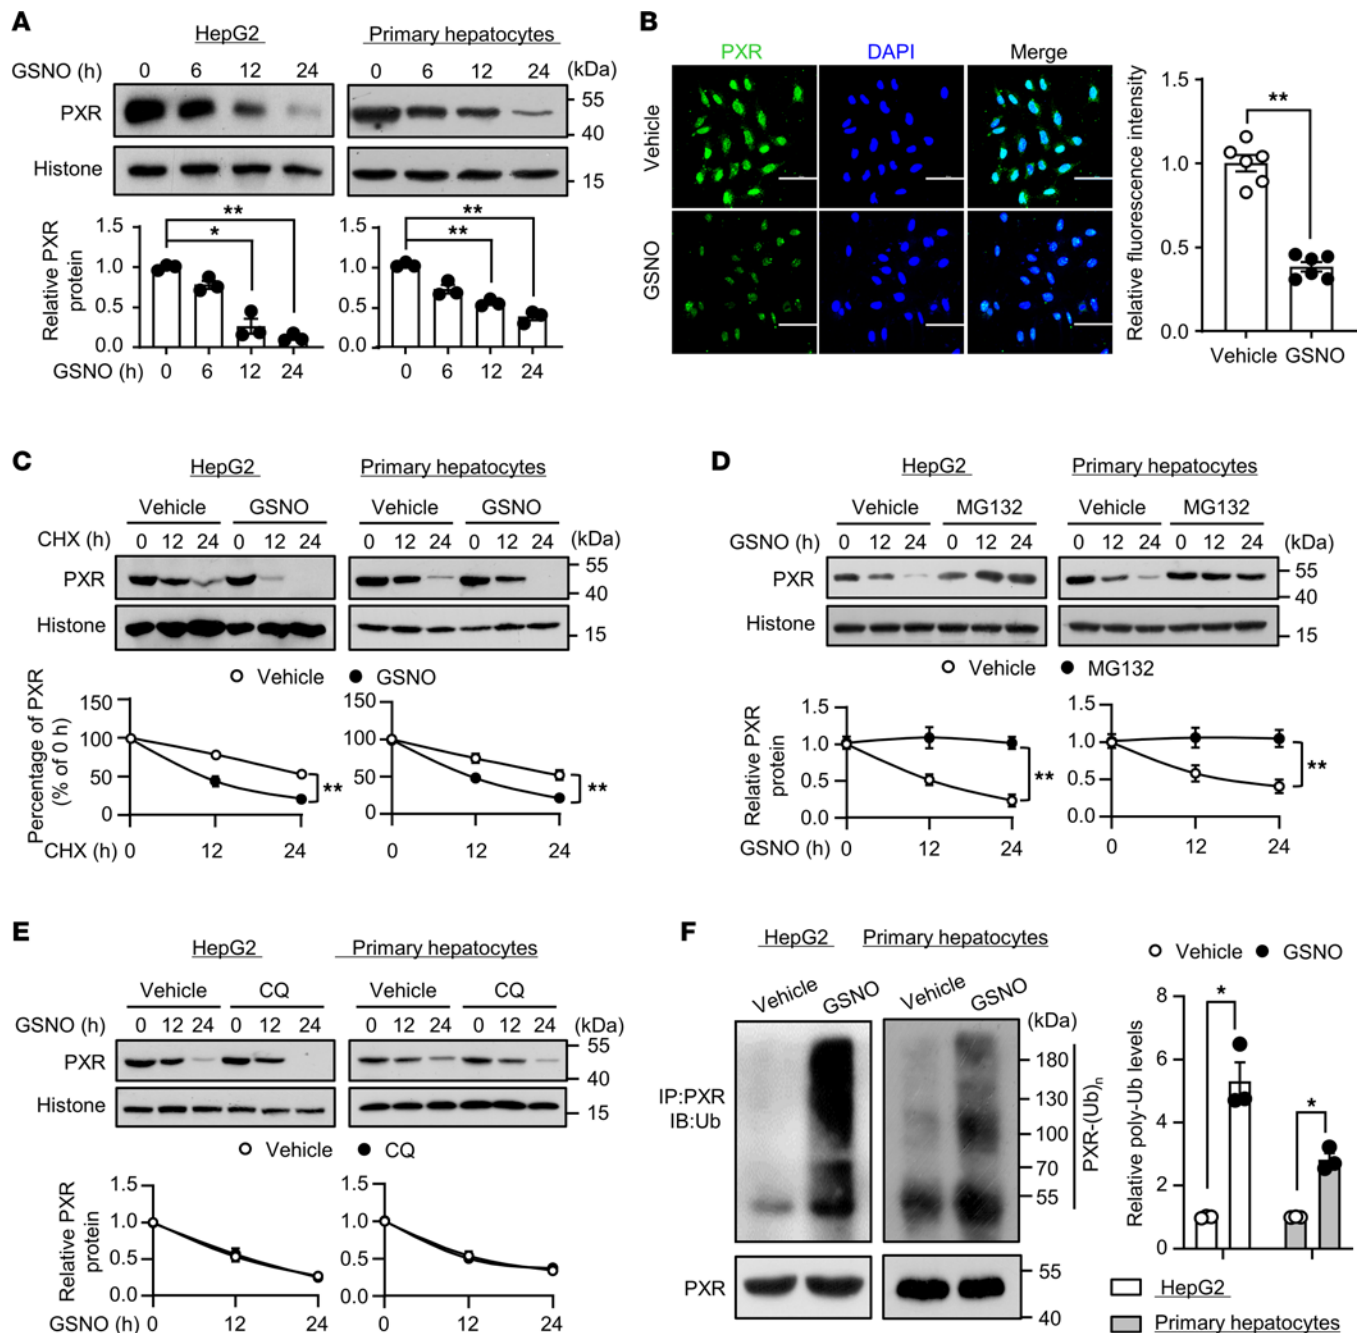 A
HepG2 Primary hepatocytes
GSNO (h) 0 6 12 24 0 6 12 24 (kDa)
PXR 55
40
Histone 15
** **
* **
Relative PXR protein
1.5 1.5
1.0 1.0
0.5 0.5
0.0 0.0
GSNO (h) 0 6 12 24 0 6 12 24
B
PXR DAPI Merge
Vehicle
GSNO
Relative fluorescence intensity
1.5
**
1.0
0.5
0.0
Vehicle GSNO
C
HepG2 Primary hepatocytes
Vehicle GSNO Vehicle GSNO
CHX (h) 0 12 24 0 12 24 0 12 24 0 12 24 (kDa)
PXR 55
40
Histone 15
Vehicle GSNO
Percentage of PXR
(% of 0 h)
150 150
100 100
50 50
** **
0 0
CHX (h) 0 12 24 0 12 24
D
HepG2 Primary hepatocytes
Vehicle MG132 Vehicle MG132
GSNO (h) 0 12 24 0 12 24 0 12 24 0 12 24 (kDa)
PXR 55
40
Histone 15
Vehicle MG132
Relative PXR
protein
1.5 1.5
1.0 1.0
** **
0.5 0.5
0.0 0.0
GSNO (h) 0 12 24 0 12 24
E
HepG2 Primary hepatocytes
Vehicle CQ Vehicle CQ
GSNO (h) 0 12 24 0 12 24 0 12 24 0 12 24 (kDa)
PXR 55
40
Histone 15
Vehicle CQ
Relative PXR
protein
1.5 1.5
1.0 1.0
0.5 0.5
0.0 0.0
GSNO (h) 0 12 24 0 12 24
F
HepG2 Primary hepatocytes
Vehicle GSNO Vehicle GSNO
(kDa)
180
IP:PXR
IB:Ub
130
100
70
55
PXR-(Ub)n
PXR 55
40
Vehicle GSNO
Relative poly-Ub levels
8
*
6
4
*
2
0
HepG2
Primary hepatocytes